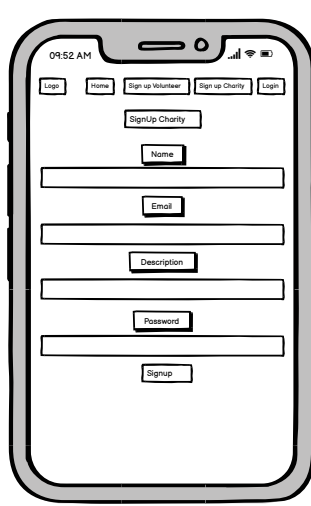 09:52 AM
Logo Home Sign up Volunteer Sign up Charity Login
SignUp Charity
Name
Email
Description
Password
Signup